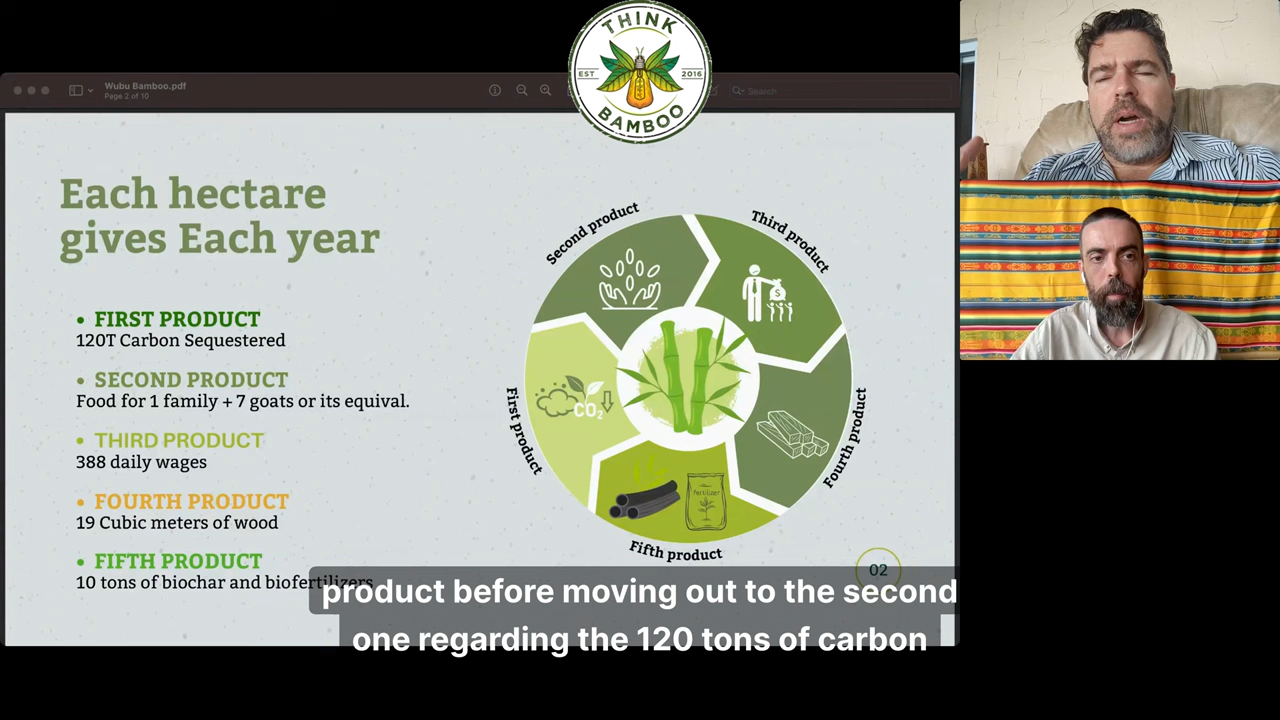 THINK
EST
2016
BAMBOO
Wubu Bamboo.pdf
Page 2 of 10
Search
Each hectare
gives Each year
• FIRST PRODUCT
120T Carbon Sequestered
• SECOND PRODUCT
Food for 1 family + 7 goats or its equival.
• THIRD PRODUCT
388 daily wages
• FOURTH PRODUCT
19 Cubic meters of wood
• FIFTH PRODUCT
10 tons of biochar and biofertilizers
Second product
Third product
$
First product
CO2
Fourth product
fertilizer
Fifth product
02
product before moving out to the second
one regarding the 120 tons of carbon